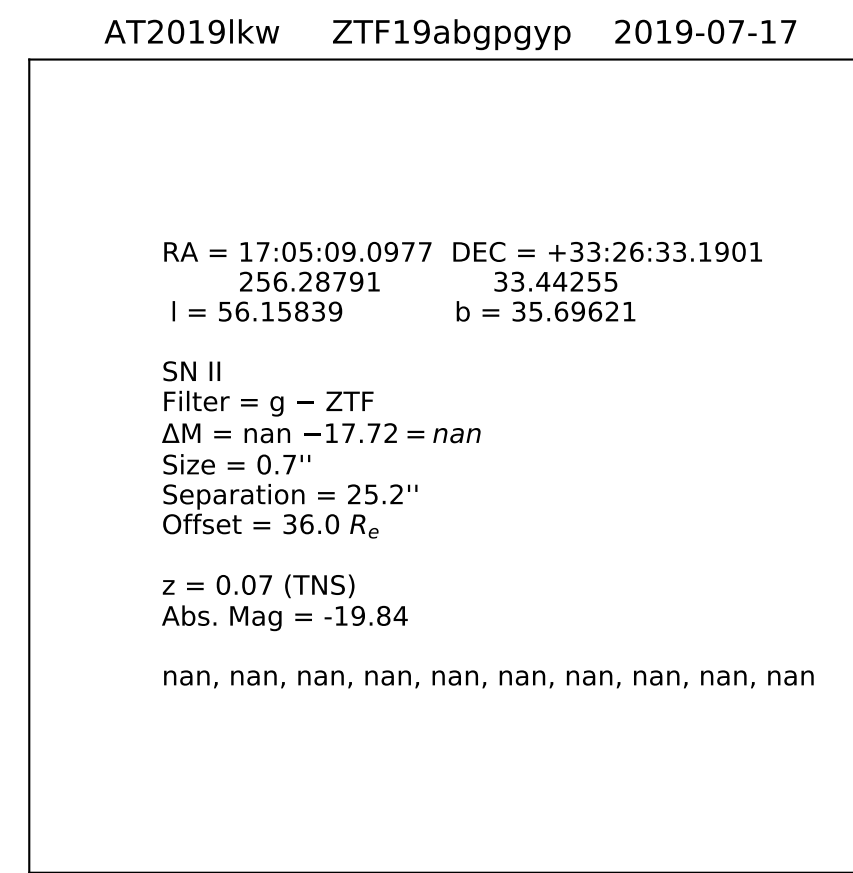 AT2019lkw ZTF19abgpgyp 2019-07-17
RA = 17:05:09.0977 DEC = +33:26:33.1901
256.28791 33.44255
l = 56.15839 b = 35.69621
SN II
Filter = g − ZTF
ΔM = nan −17.72 = nan
Size = 0.7''
Separation = 25.2''
Offset = 36.0 Re
z = 0.07 (TNS)
Abs. Mag = -19.84
nan, nan, nan, nan, nan, nan, nan, nan, nan, nan